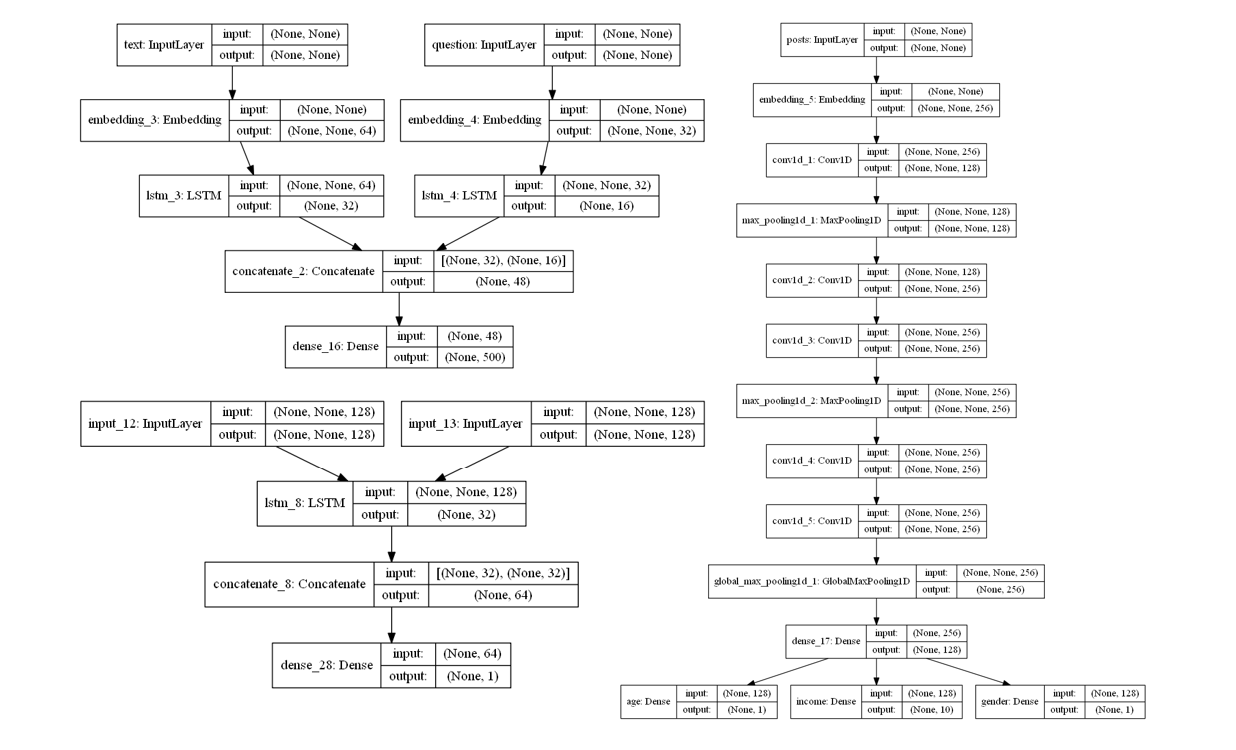 text: InputLayer
input: (None, None)
output: (None, None)
question: InputLayer
input: (None, None)
output: (None, None)
embedding_3: Embedding
input: (None, None)
output: (None, None, 64)
embedding_4: Embedding
input: (None, None)
output: (None, None, 32)
lstm_3: LSTM
input: (None, None, 64)
output: (None, 32)
lstm_4: LSTM
input: (None, None, 32)
output: (None, 16)
concatenate_2: Concatenate
input: [(None, 32), (None, 16)]
output: (None, 48)
dense_16: Dense
input: (None, 48)
output: (None, 500)
input_12: InputLayer
input: (None, None, 128)
output: (None, None, 128)
input_13: InputLayer
input: (None, None, 128)
output: (None, None, 128)
lstm_8: LSTM
input: (None, None, 128)
output: (None, 32)
concatenate_8: Concatenate
input: [(None, 32), (None, 32)]
output: (None, 64)
dense_28: Dense
input: (None, 64)
output: (None, 1)
posts: InputLayer
input: (None, None)
output: (None, None)
embedding_5: Embedding
input: (None, None)
output: (None, None, 256)
conv1d_1: Conv1D
input: (None, None, 256)
output: (None, None, 128)
max_pooling1d_1: MaxPooling1D
input: (None, None, 128)
output: (None, None, 128)
conv1d_2: Conv1D
input: (None, None, 128)
output: (None, None, 256)
conv1d_3: Conv1D
input: (None, None, 256)
output: (None, None, 256)
max_pooling1d_2: MaxPooling1D
input: (None, None, 256)
output: (None, None, 256)
conv1d_4: Conv1D
input: (None, None, 256)
output: (None, None, 256)
conv1d_5: Conv1D
input: (None, None, 256)
output: (None, None, 256)
global_max_pooling1d_1: GlobalMaxPooling1D
input: (None, None, 256)
output: (None, 256)
dense_17: Dense
input: (None, 256)
output: (None, 128)
age: Dense
input: (None, 128)
output: (None, 1)
income: Dense
input: (None, 128)
output: (None, 10)
gender: Dense
input: (None, 128)
output: (None, 1)